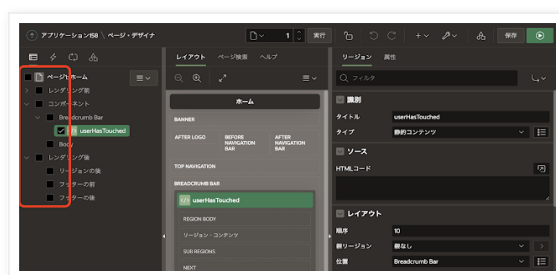 アプリケーション158 \ ページ・デザイナ
1
実行
保存
ページ1: ホーム
レンダリング前
コンポーネント
Breadcrumb Bar
userHasTouched
Body
レンダリング後
リージョンの後
フッターの前
フッターの後
レイアウト
ページ検索
ヘルプ
ホーム
BANNER
AFTER LOGO
BEFORE NAVIGATION BAR
AFTER NAVIGATION BAR
TOP NAVIGATION
BREADCRUMB BAR
userHasTouched
REGION BODY
リージョン・コンテンツ
SUB REGIONS
NEXT
リージョン
属性
フィルタ
識別
タイトル userHasTouched
タイプ 静的コンテンツ
ソース
HTMLコード
レイアウト
順序 10
親リージョン 親なし
位置 Breadcrumb Bar